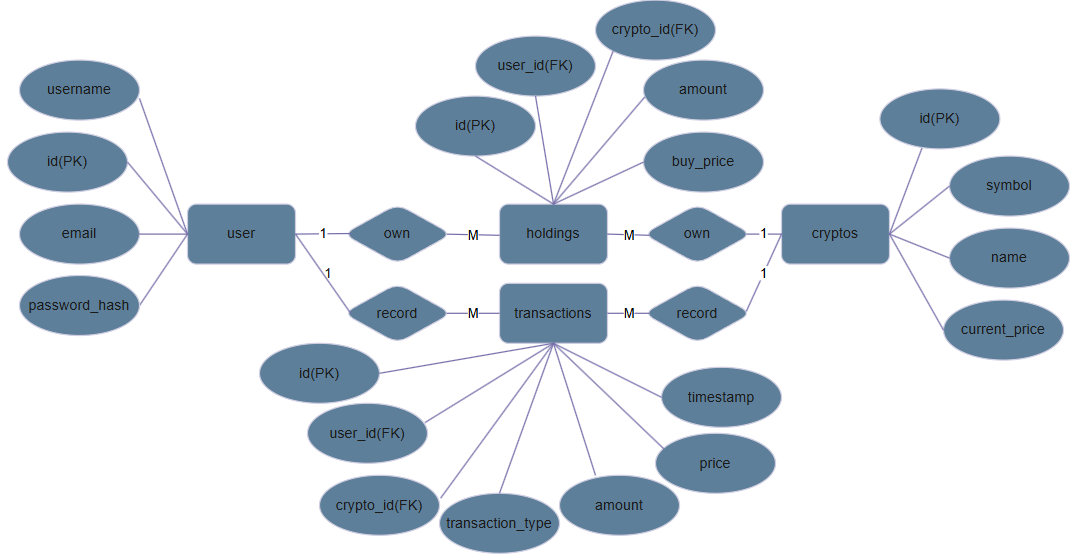 crypto_id(FK)
user_id(FK)
username
amount
id(PK)
id(PK)
id(PK)
buy_price
symbol
email
user
1
own
M
holdings
M
own
1
cryptos
name
1
1
password_hash
record
M
transactions
M
record
current_price
id(PK)
timestamp
user_id(FK)
price
crypto_id(FK)
amount
transaction_type